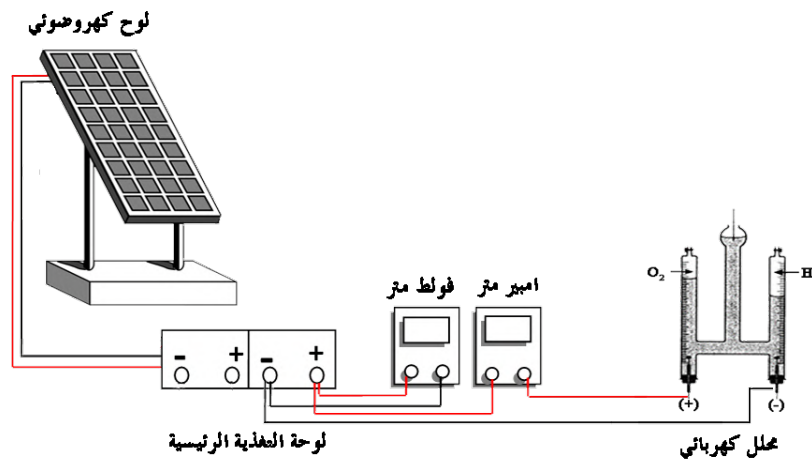 لوح كهروضوئي
فولط متر
امبير متر
O₂
H
- + - +
(+)
(-)
لوحة التغذية الرئيسية
محلل كهربائي